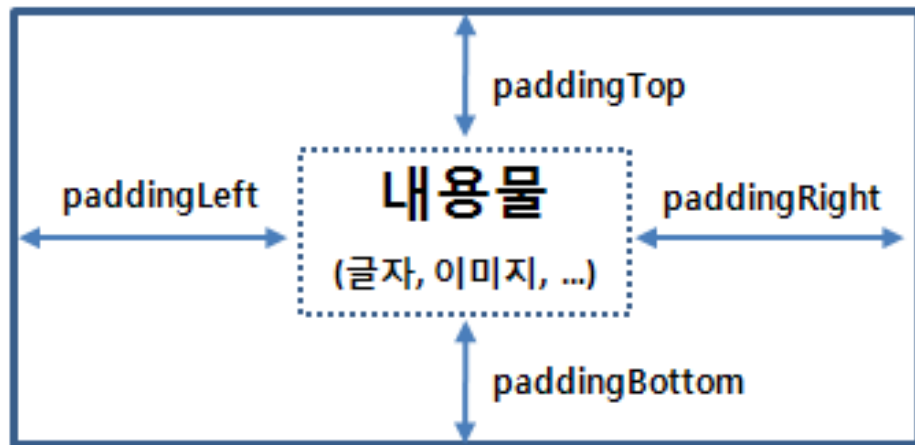 paddingTop
내용물
paddingLeft
paddingRight
(글자, 이미지, ...)
paddingBottom